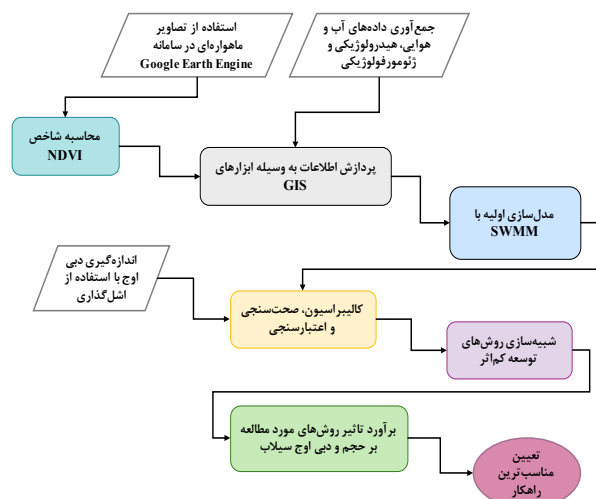 استفاده از تصاویر
ماهواره‌ای در سامانه
Google Earth Engine
جمع‌آوری داده‌های آب و
هوایی، هیدرولوژیکی و
ژئومورفولوژیکی
محاسبه شاخص
NDVI
پردازش اطلاعات به وسیله ابزارهای
GIS
مدل‌سازی اولیه با
SWMM
اندازه‌گیری دبی
اوج با استفاده از
اشل‌گذاری
کالیبراسیون، صحت‌سنجی
و اعتبارسنجی
شبیه‌سازی روش‌های
توسعه کم‌اثر
برآورد تاثیر روش‌های مورد مطالعه
بر حجم و دبی اوج سیلاب
تعیین
مناسب‌ترین
راهکار